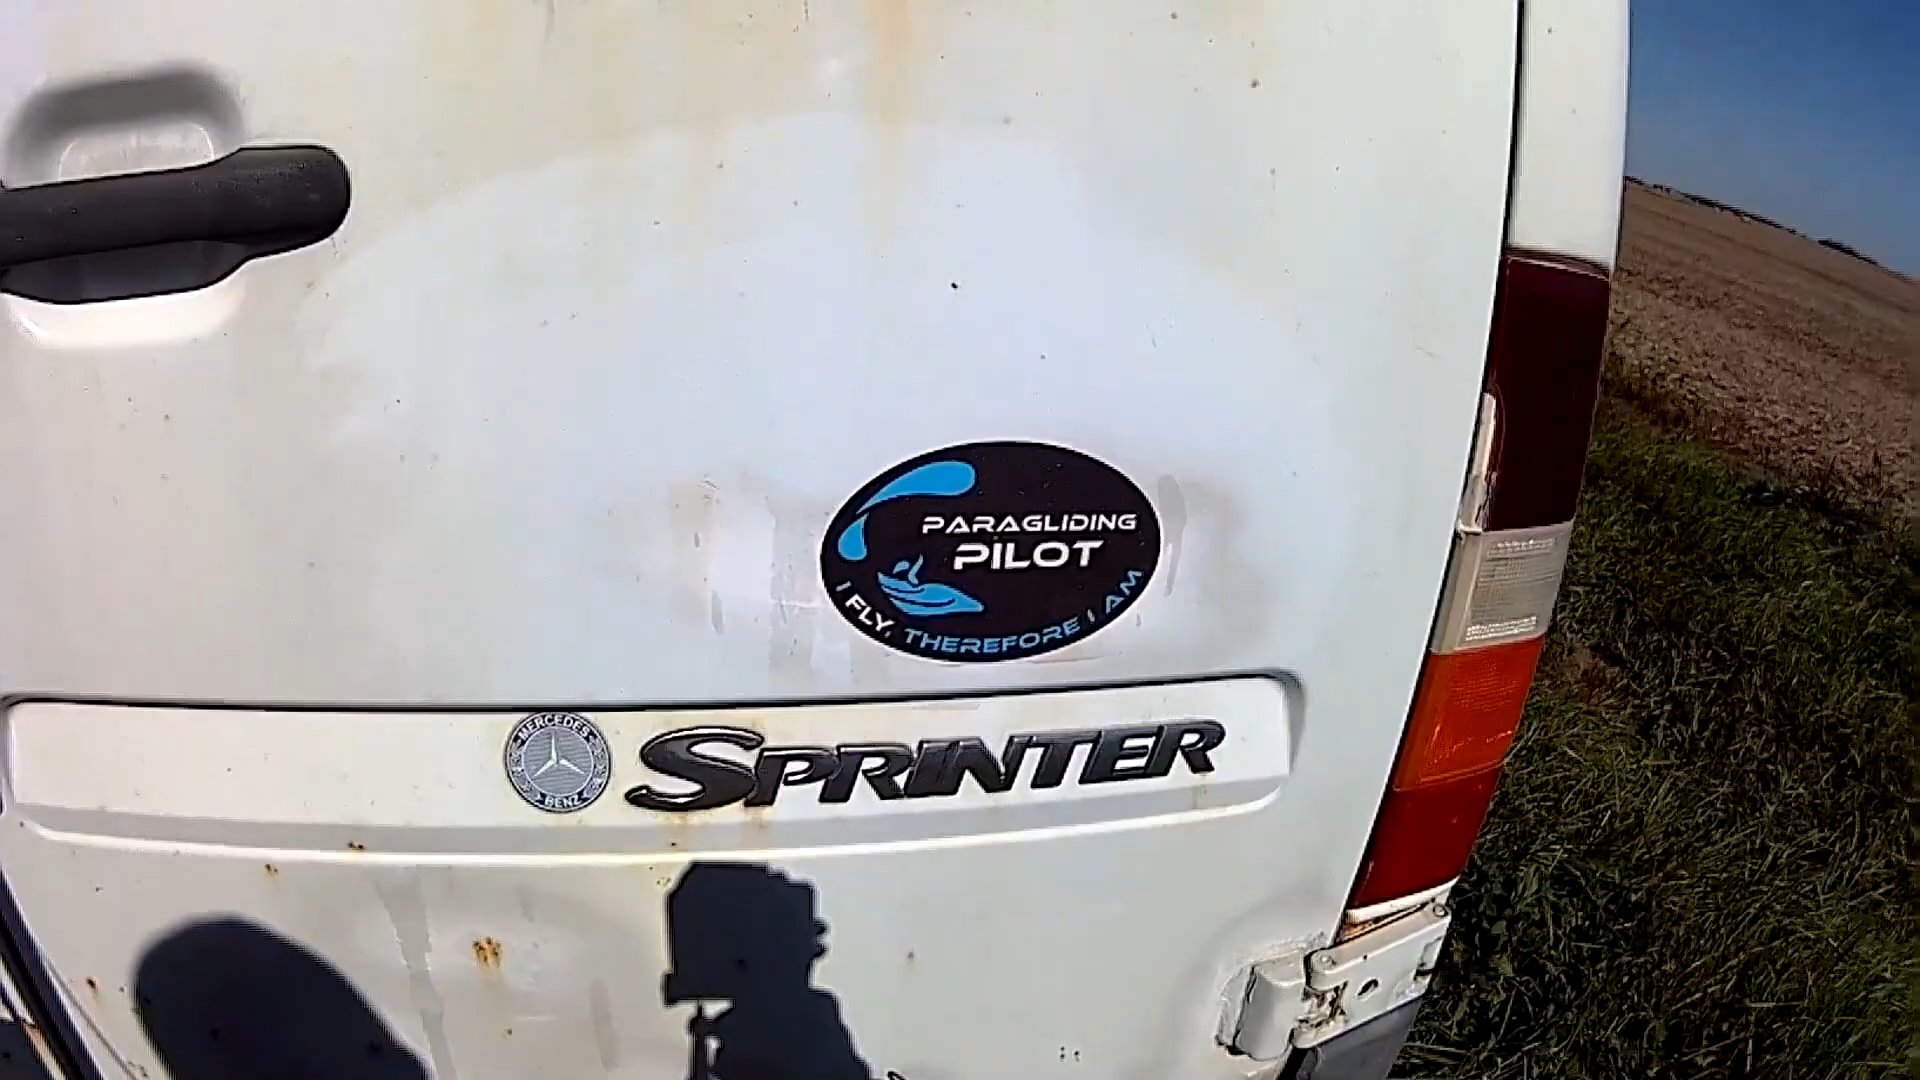 PARAGLIDING
PILOT
I FLY, THEREFORE I AM
MERCEDES
BENZ
SPRINTER